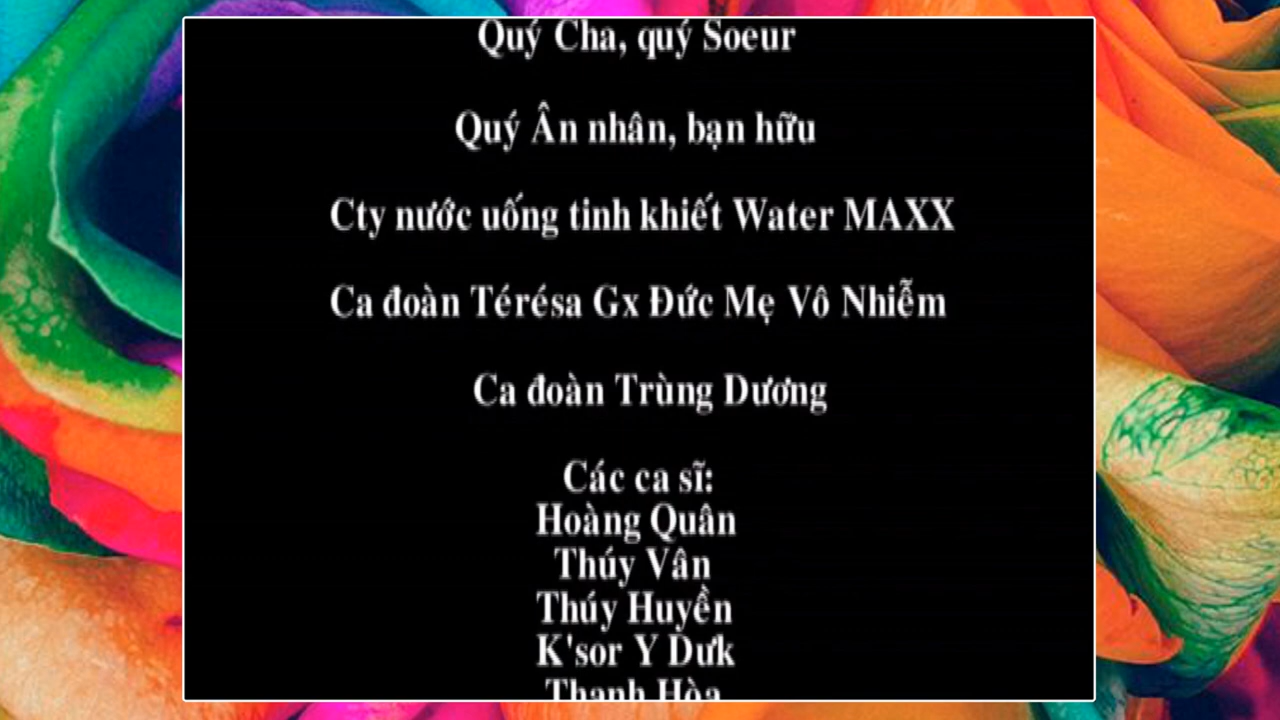 Quý Cha, quý Soeur
Quý Ân nhân, bạn hữu
Cty nước uống tinh khiết Water MAXX
Ca đoàn Térésa Gx Đức Mẹ Vô Nhiễm
Ca đoàn Trùng Dương
Các ca sĩ:
Hoàng Quân
Thúy Vân
Thúy Huyền
K'sor Y Dưk
Thanh Hòa